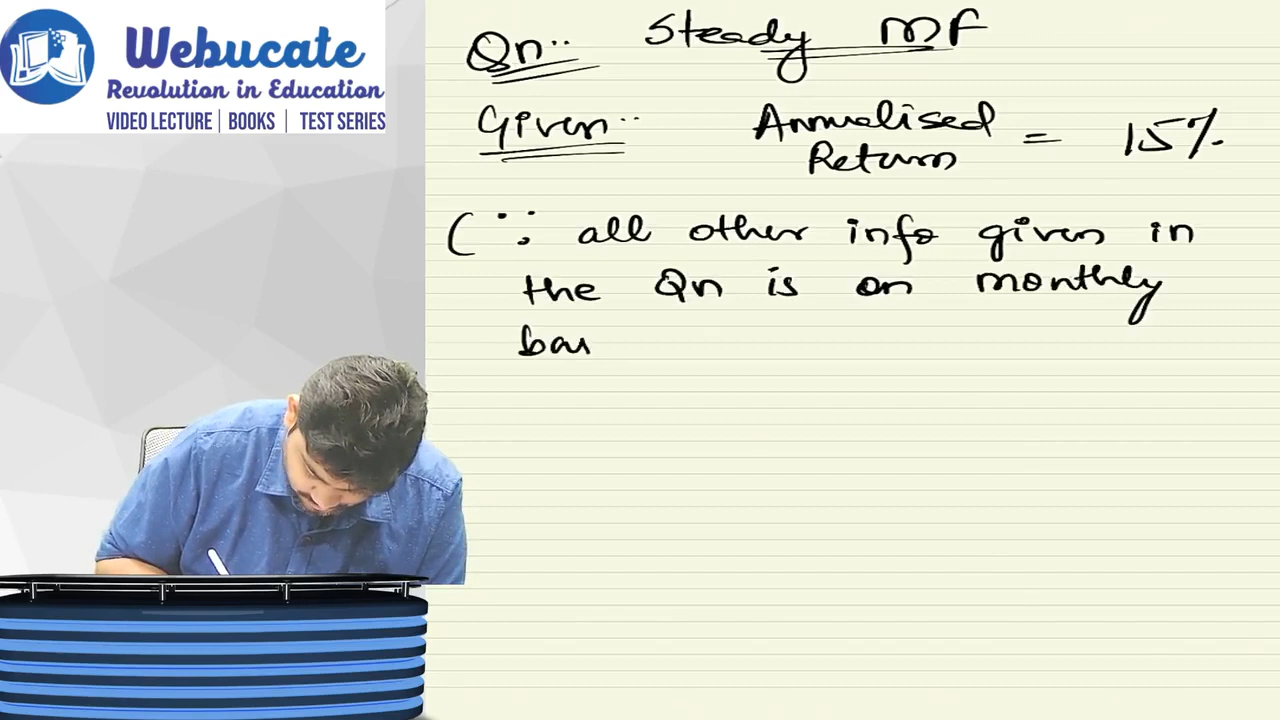 Webucate
Revolution in Education
VIDEO LECTURE | BOOKS | TEST SERIES
Qn:- Steady MF
Given:- Annualised Return = 15%
(∵ all other info given in
the Qn is on monthly
bas